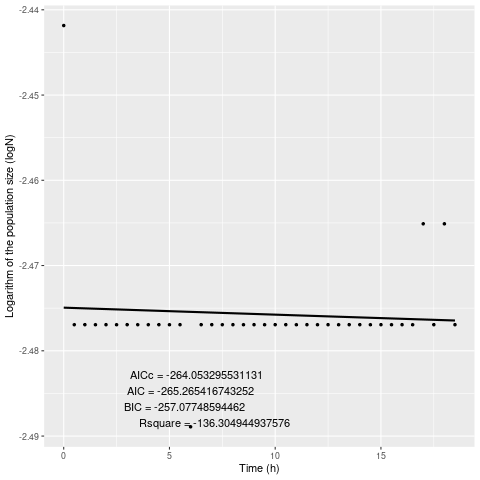 -2.44
-2.45
-2.46
-2.47
-2.48
-2.49
Logarithm of the population size (logN)
AICc = -264.053295531131
AIC = -265.265416743252
BIC = -257.07748594462
Rsquare = -136.304944937576
0 5 10 15
Time (h)